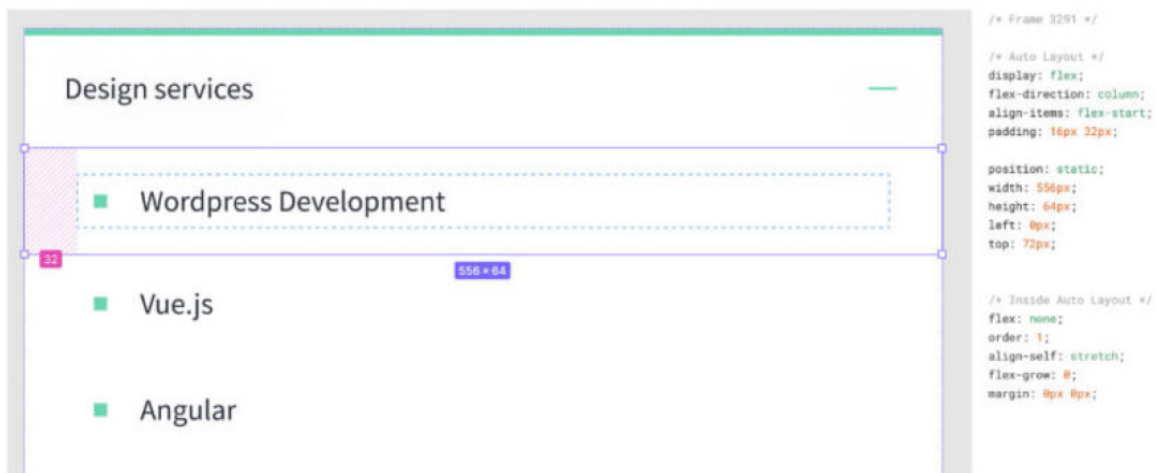 Design services
Wordpress Development
32
556 × 64
Vue.js
Angular
/* Frame 3291 */
/* Auto Layout */
display: flex;
flex-direction: column;
align-items: flex-start;
padding: 16px 32px;
position: static;
width: 556px;
height: 64px;
left: 0px;
top: 72px;
/* Inside Auto Layout */
flex: none;
order: 1;
align-self: stretch;
flex-grow: 0;
margin: 0px 0px;